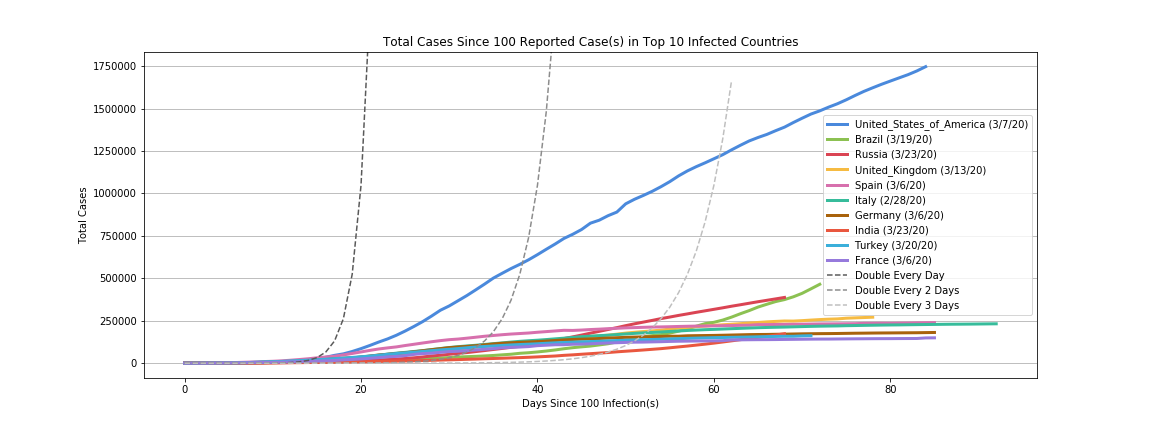 Total Cases Since 100 Reported Case(s) in Top 10 Infected Countries
Total Cases
1750000
1500000
1250000
1000000
750000
500000
250000
0
United_States_of_America (3/7/20)
Brazil (3/19/20)
Russia (3/23/20)
United_Kingdom (3/13/20)
Spain (3/6/20)
Italy (2/28/20)
Germany (3/6/20)
India (3/23/20)
Turkey (3/20/20)
France (3/6/20)
Double Every Day
Double Every 2 Days
Double Every 3 Days
0 20 40 60 80
Days Since 100 Infection(s)